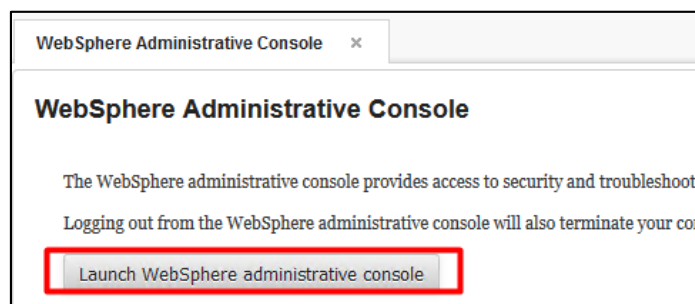 WebSphere Administrative Console ×
WebSphere Administrative Console
The WebSphere administrative console provides access to security and troubleshoot
Logging out from the WebSphere administrative console will also terminate your co
Launch WebSphere administrative console